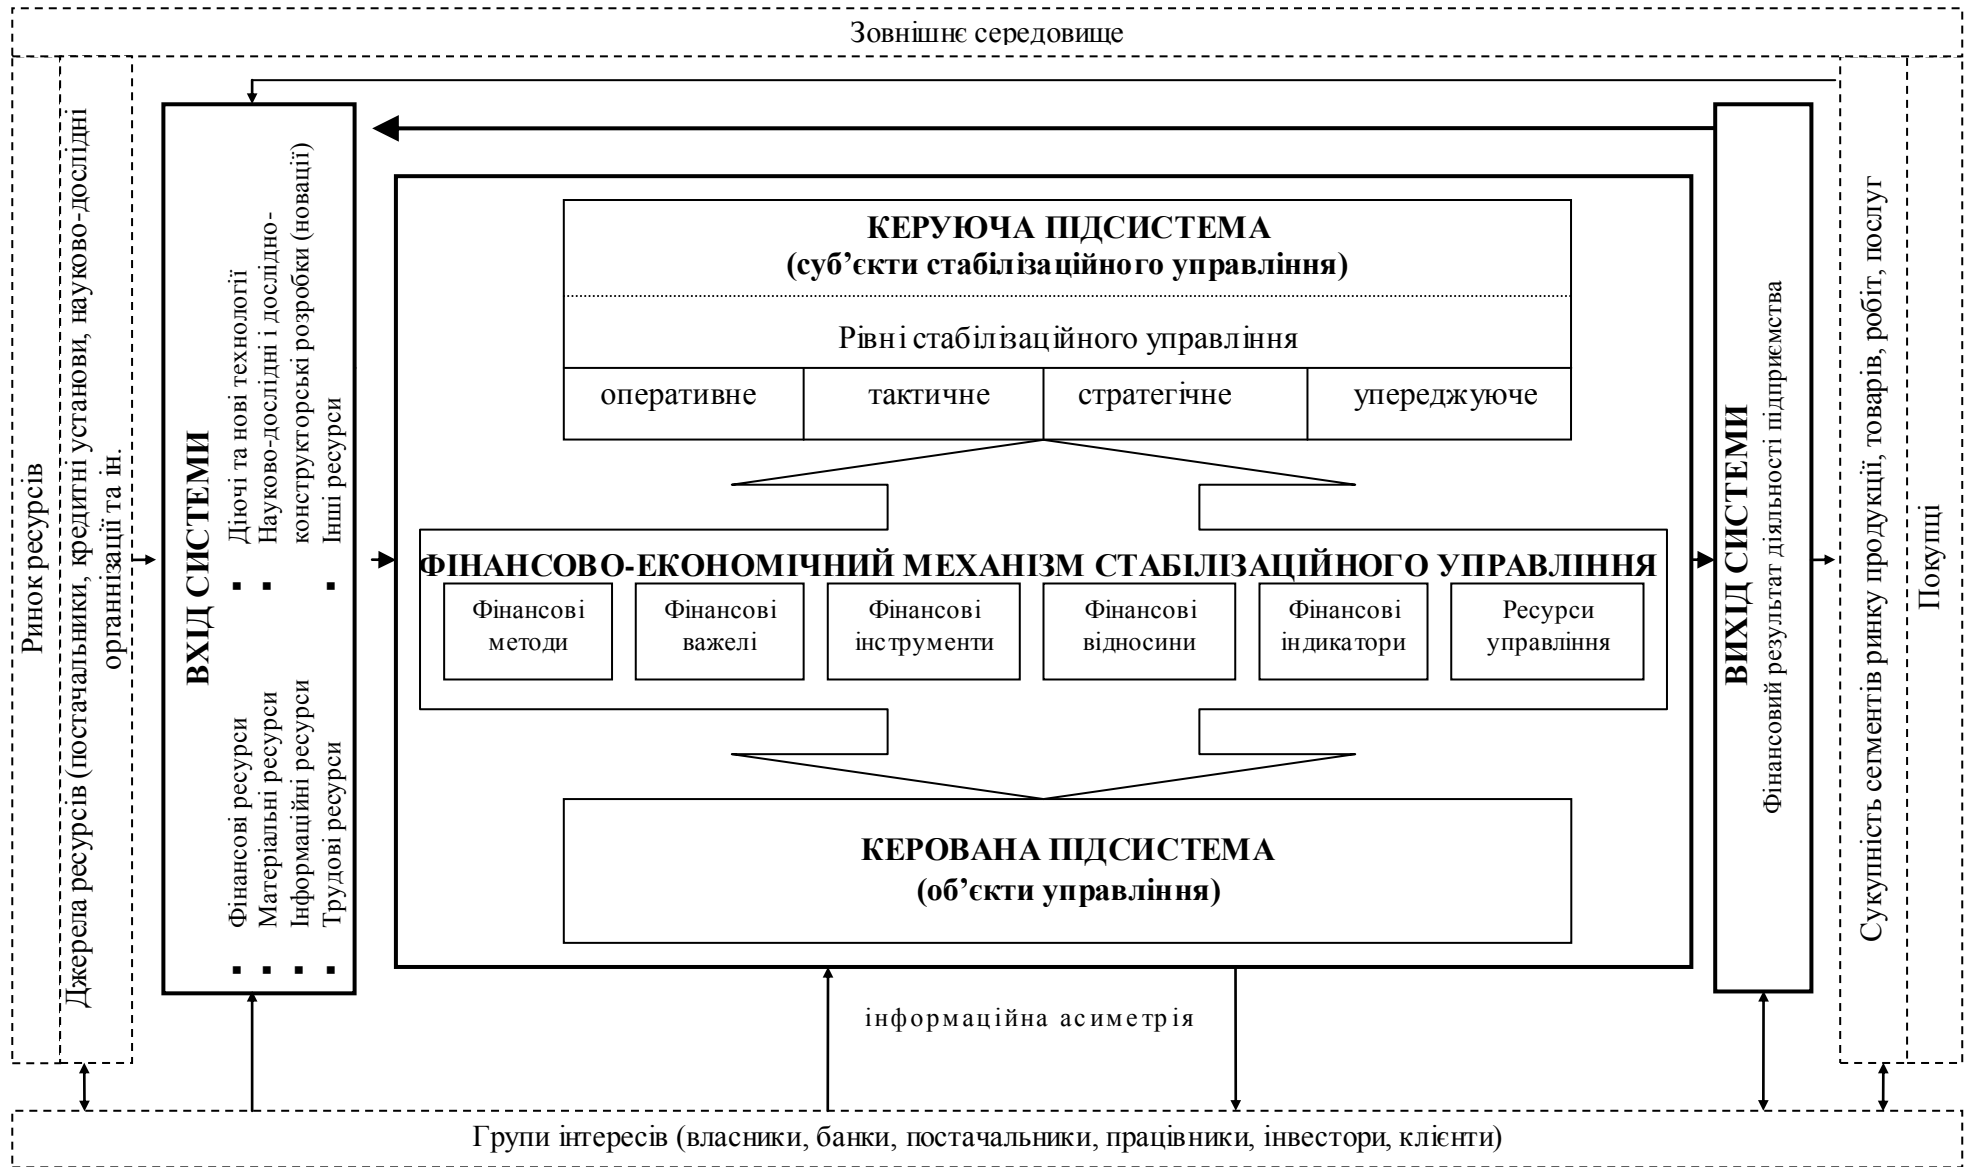 Зовнішнє середовище
Ринок ресурсів
Джерела ресурсів (постачальники, кредитні установи, науково-дослідні
органнізації та ін.
ВХІД СИСТЕМИ
▪ Фінансові ресурси
▪ Матеріальні ресурси
▪ Інформаційні ресурси
▪ Трудові ресурси
▪ Діючі та нові технології
▪ Науково-дослідні і дослідно-
конструкторські розробки (новації)
▪ Інші ресурси
КЕРУЮЧА ПІДСИСТЕМА
(суб’єкти стабілізаційного управління)
Рівні стабілізаційного управління
оперативне
тактичне
стратегічне
упереджуюче
ФІНАНСОВО-ЕКОНОМІЧНИЙ МЕХАНІЗМ СТАБІЛІЗАЦІЙНОГО УПРАВЛІННЯ
Фінансові
методи
Фінансові
важелі
Фінансові
інструменти
Фінансові
відносини
Фінансові
індикатори
Ресурси
управління
КЕРОВАНА ПІДСИСТЕМА
(об’єкти управління)
інформаційна асиметрія
ВИХІД СИСТЕМИ
Фінансовий результат діяльності підприємства
Сукупність сегментів ринку продукції, товарів, робіт, послуг
Покупці
Групи інтересів (власники, банки, постачальники, працівники, інвестори, клієнти)